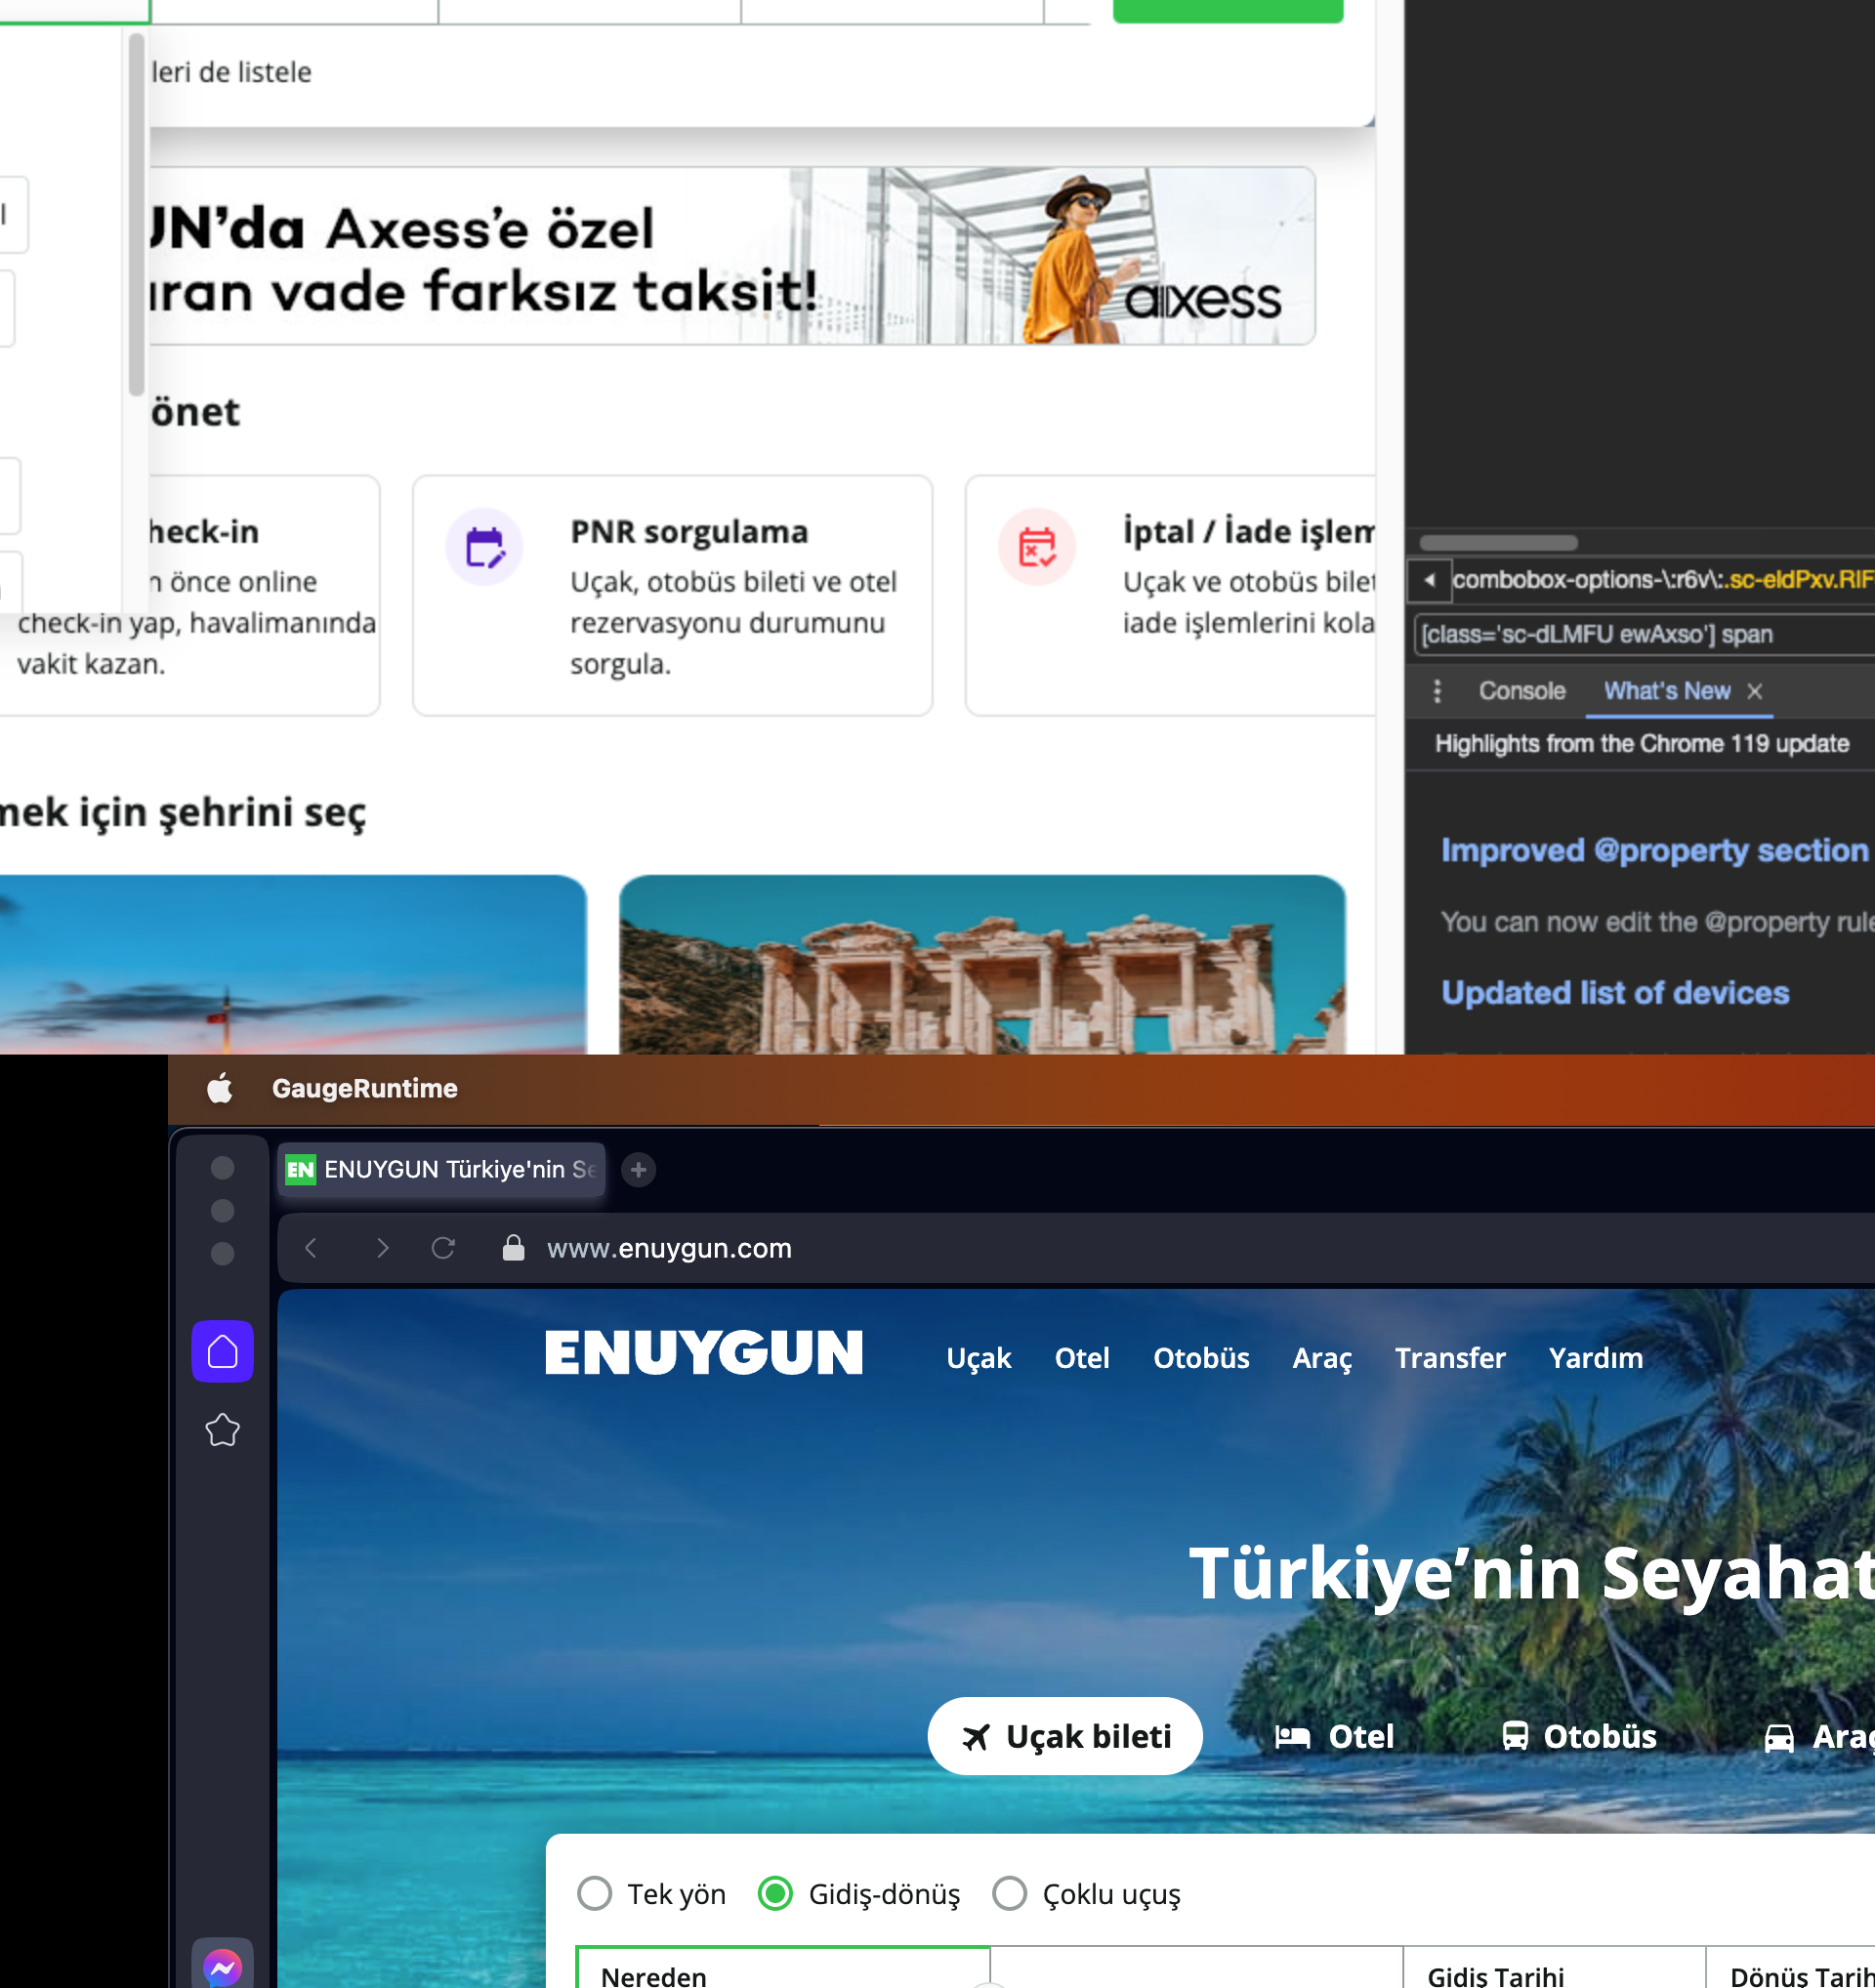 leri de listele
UN’da Axess’e özel
ıran vade farksız taksit!
axess
önet
heck-in
n önce online
check-in yap, havalimanında
vakit kazan.
PNR sorgulama
Uçak, otobüs bileti ve otel
rezervasyonu durumunu
sorgula.
İptal / İade işlem
Uçak ve otobüs bilet
iade işlemlerini kola
mek için şehrini seç
combobox-options-\:r6v\:.sc-eldPxv.RlF
[class='sc-dLMFU ewAxso'] span
Console What's New
Highlights from the Chrome 119 update
Improved @property section
You can now edit the @property rule
Updated list of devices
GaugeRuntime
EN ENUYGUN Türkiye'nin Se
www.enuygun.com
ENUYGUN Uçak Otel Otobüs Araç Transfer Yardım
Türkiye’nin Seyahat
Uçak bileti Otel Otobüs Araç
Tek yön Gidiş-dönüş Çoklu uçuş
Nereden Gidiş Tarihi Dönüş Tarih